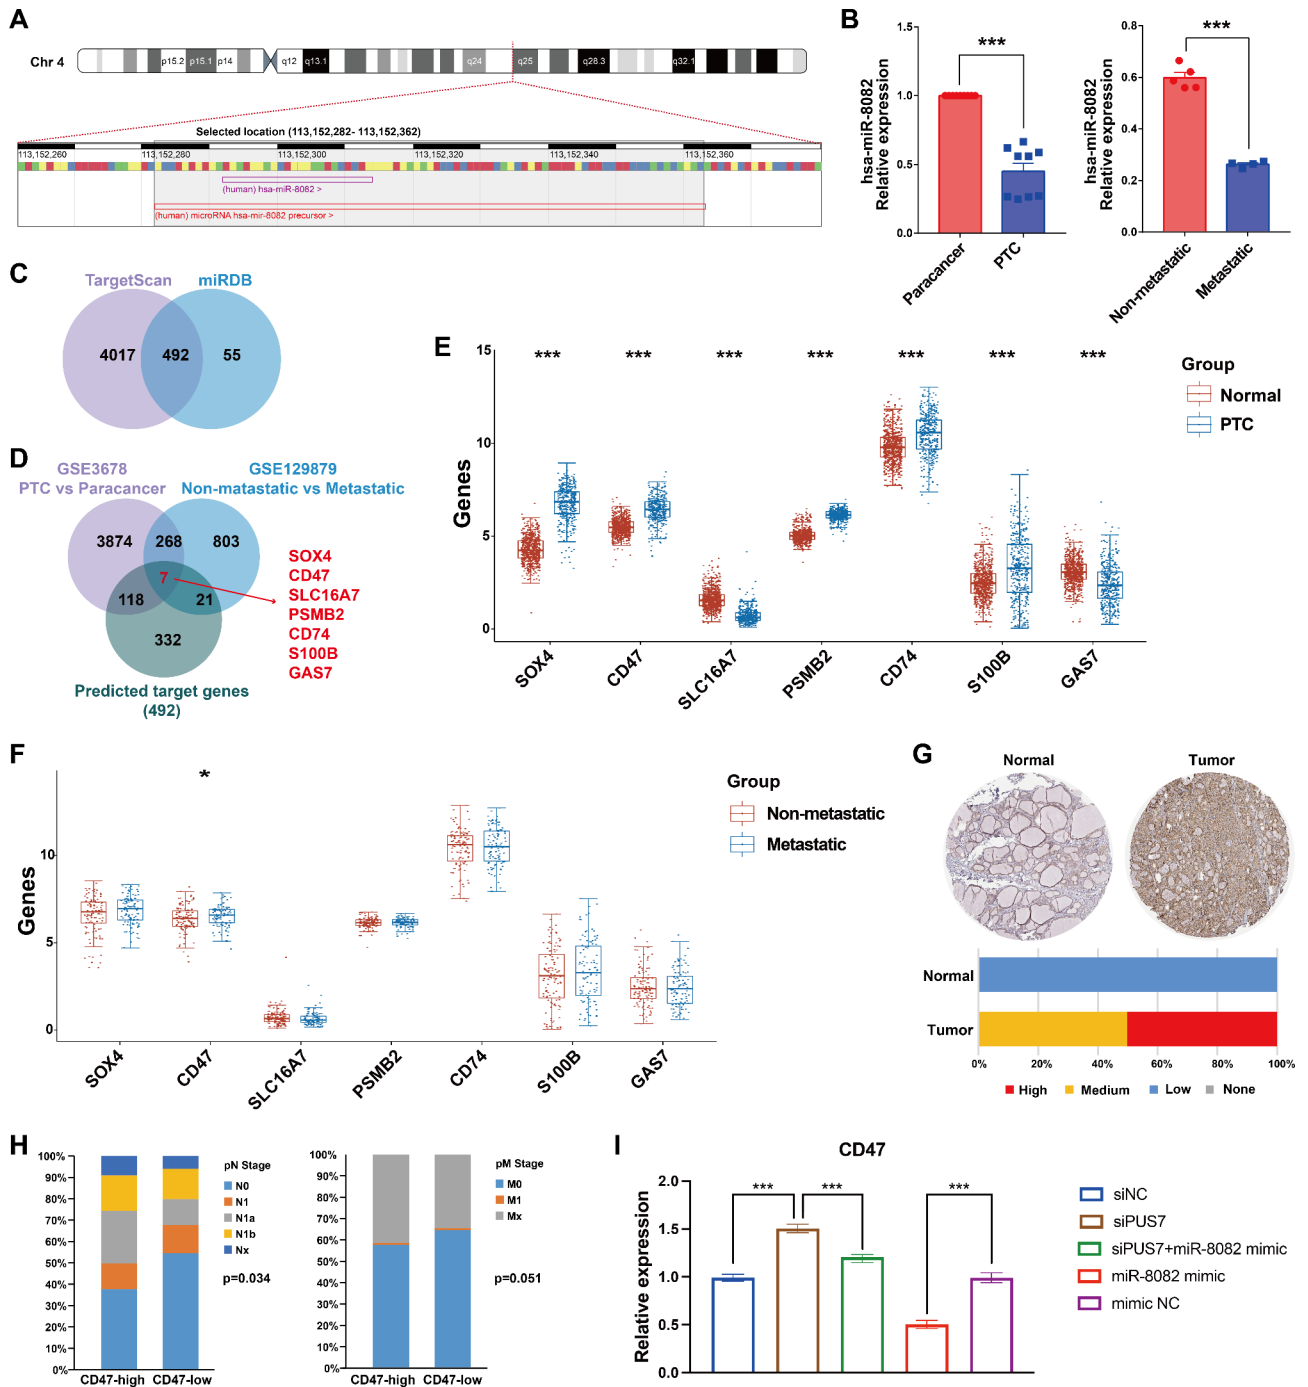 A
Chr 4
p15.2 p15.1 p14 q12 q13.1 q24 q25 q28.3 q32.1
Selected location (113,152,282- 113,152,362)
113,152,260 113,152,280 113,152,300 113,152,320 113,152,340 113,152,360
(human) hsa-miR-8082 >
(human) microRNA hsa-mir-8082 precursor >
B
hsa-miR-8082
Relative expression
1.5
1.0
0.5
0.0
***
Paracancer
PTC
hsa-miR-8082
Relative expression
0.8
0.6
0.4
0.2
0.0
***
Non-metastatic
Metastatic
C
TargetScan miRDB
4017 492 55
D
GSE3678 GSE129879
PTC vs Paracancer Non-matastatic vs Metastatic
3874 268 803
7
118 21
332
SOX4
CD47
SLC16A7
PSMB2
CD74
S100B
GAS7
Predicted target genes
(492)
E
Genes
15
10
5
0
*** *** *** *** *** *** ***
SOX4 CD47 SLC16A7 PSMB2 CD74 S100B GAS7
Group
Normal
PTC
F
Genes
10
5
0
*
SOX4 CD47 SLC16A7 PSMB2 CD74 S100B GAS7
Group
Non-metastatic
Metastatic
G
Normal Tumor
Normal
Tumor
0% 20% 40% 60% 80% 100%
High Medium Low None
H
100%
90%
80%
70%
60%
50%
40%
30%
20%
10%
0%
CD47-high CD47-low
pN Stage
N0
N1
N1a
N1b
Nx
p=0.034
100%
90%
80%
70%
60%
50%
40%
30%
20%
10%
0%
CD47-high CD47-low
pM Stage
M0
M1
Mx
p=0.051
I
CD47
Relative expression
2.0
1.5
1.0
0.5
0.0
*** *** ***
siNC
siPUS7
siPUS7+miR-8082 mimic
miR-8082 mimic
mimic NC